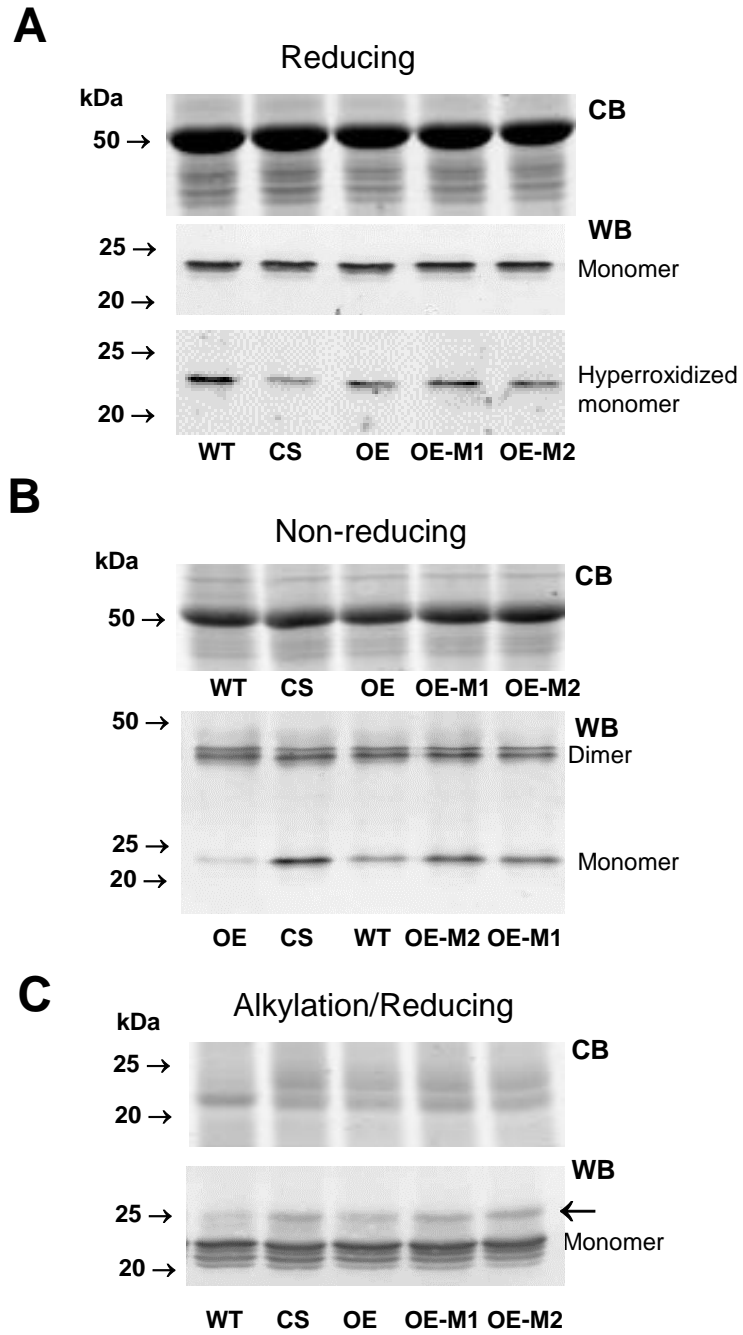 A
Reducing
kDa
CB
50 →
WB
25 →
Monomer
20 →
25 →
Hyperroxidized
monomer
20 →
WT CS OE OE-M1 OE-M2
B
Non-reducing
kDa
CB
50 →
WT CS OE OE-M1 OE-M2
50 →
WB
Dimer
25 →
Monomer
20 →
OE CS WT OE-M2 OE-M1
C
Alkylation/Reducing
kDa
CB
25 →
20 →
WB
25 →
←
Monomer
20 →
WT CS OE OE-M1 OE-M2